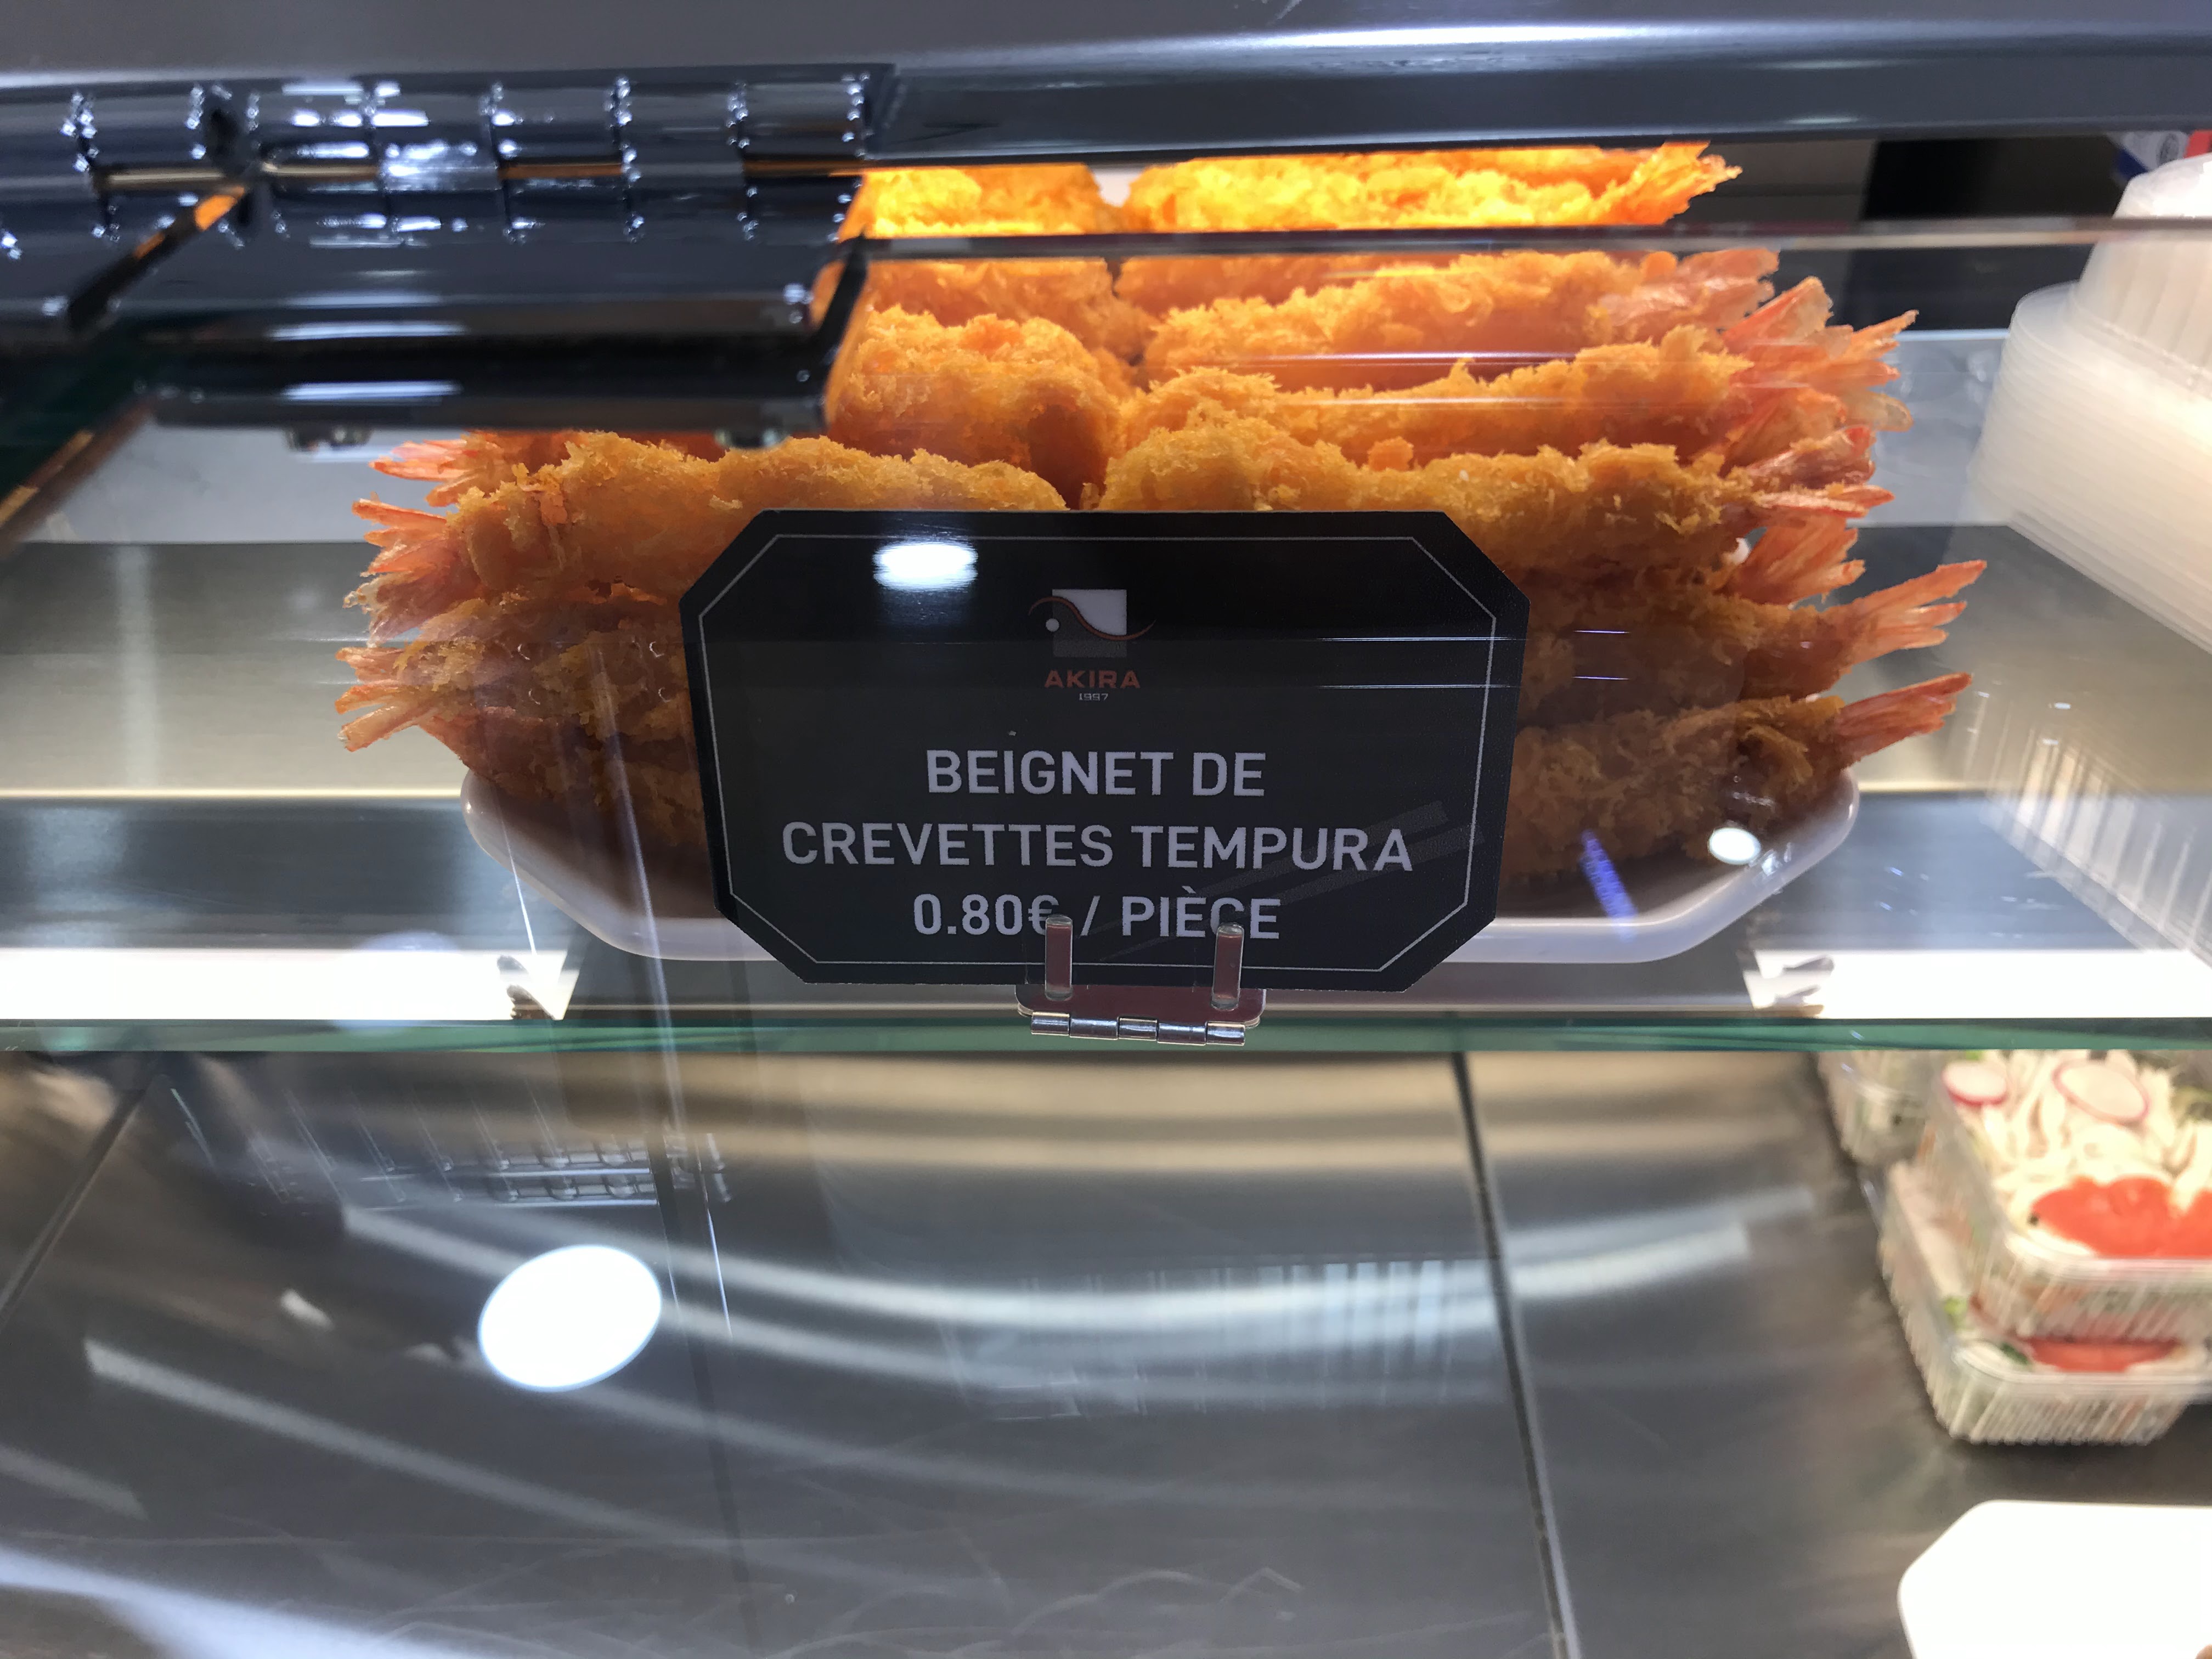 AKIRA
1997
BEIGNET DE
CREVETTES TEMPURA
0.80€ / PIÈCE